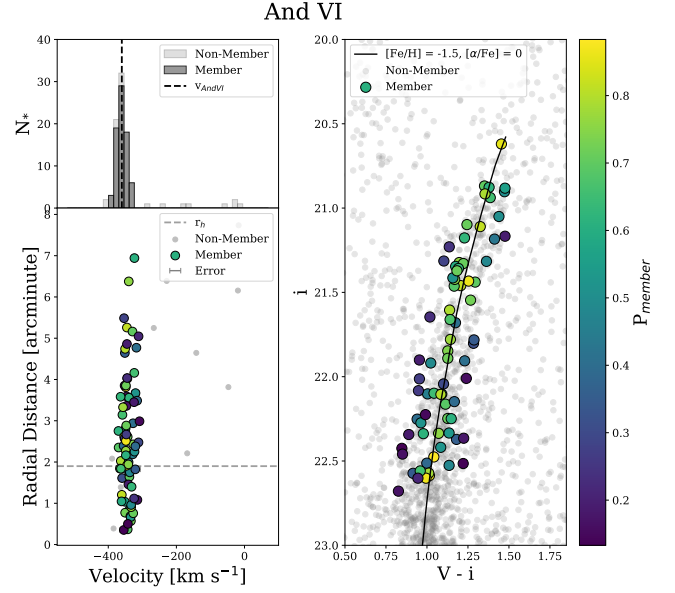 And VI
40
30
20
10
0
N*
Non-Member
Member
v_AndVI
8
7
6
5
4
3
2
1
0
Radial Distance [arcminute]
r_h
Non-Member
Member
Error
−400
−200
0
Velocity [km s⁻¹]
20.0
20.5
21.0
21.5
22.0
22.5
23.0
i
[Fe/H] = -1.5, [α/Fe] = 0
Non-Member
Member
0.50
0.75
1.00
1.25
1.50
1.75
V - i
0.8
0.7
0.6
0.5
0.4
0.3
0.2
P_member